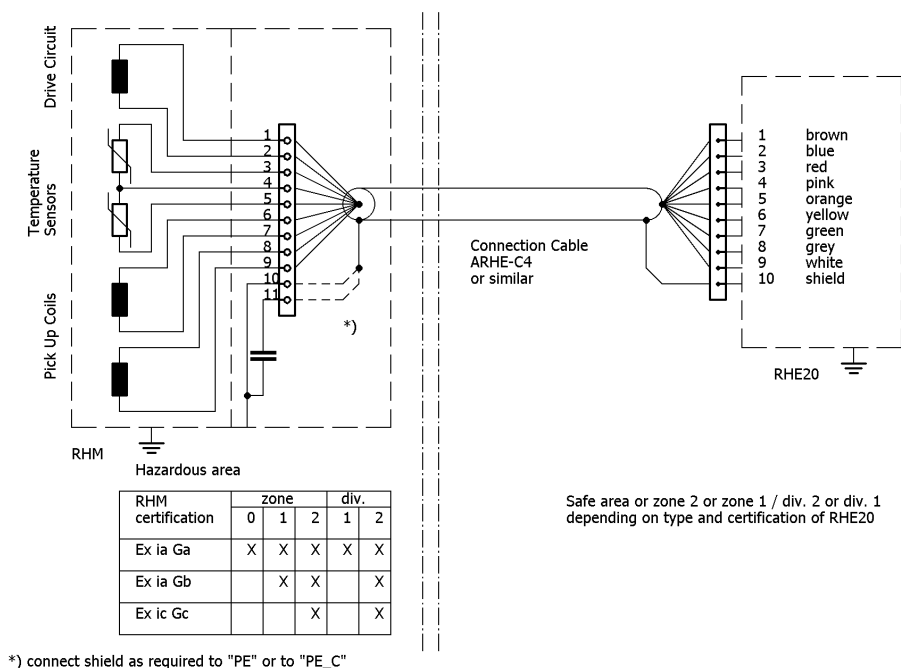 Drive Circuit
Temperature
Sensors
Pick Up Coils
1
2
3
4
5
6
7
8
9
10
11
*)
RHM
Hazardous area
Connection Cable
ARHE-C4
or similar
1 brown
2 blue
3 red
4 pink
5 orange
6 yellow
7 green
8 grey
9 white
10 shield
RHE20
Safe area or zone 2 or zone 1 / div. 2 or div. 1
depending on type and certification of RHE20
RHM zone div.
certification 0 1 2 1 2
Ex ia Ga X X X X X
Ex ia Gb X X X
Ex ic Gc X X
*) connect shield as required to "PE" or to "PE_C"